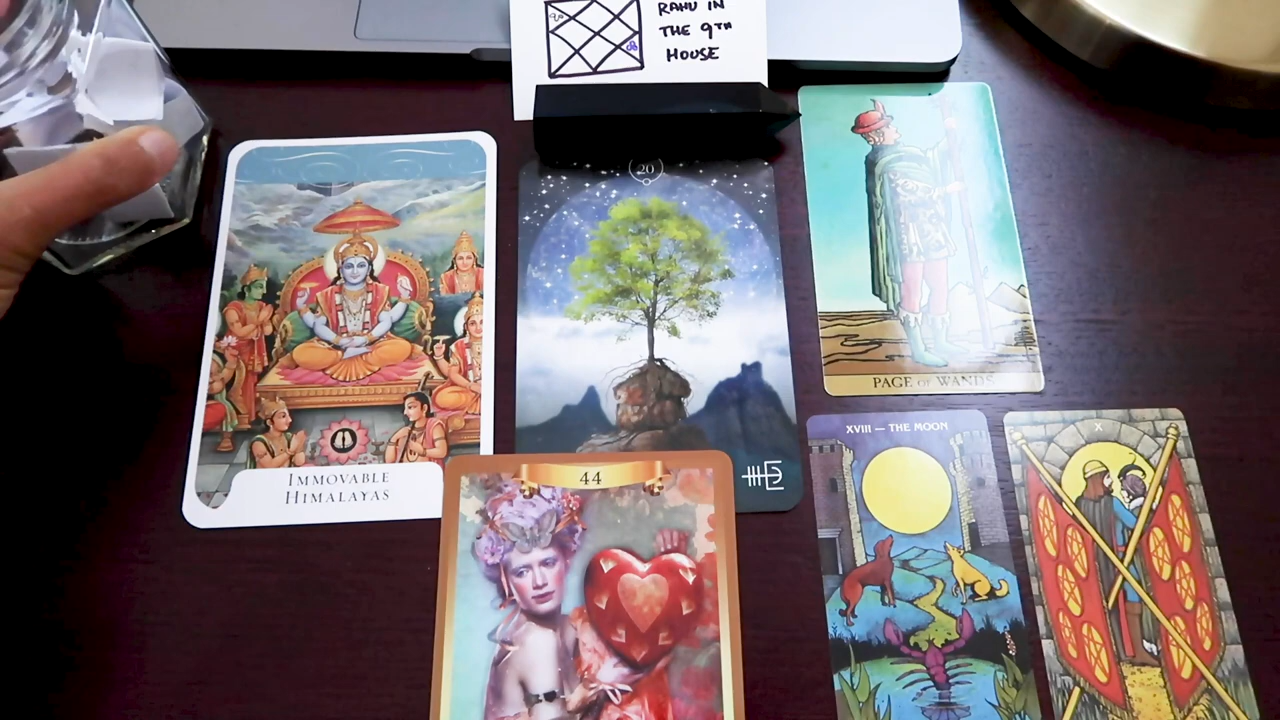 RAHU IN
THE 9TH
HOUSE
20
IMMOVABLE
HIMALAYAS
44
PAGE OF WANDS
XVIII — THE MOON
X